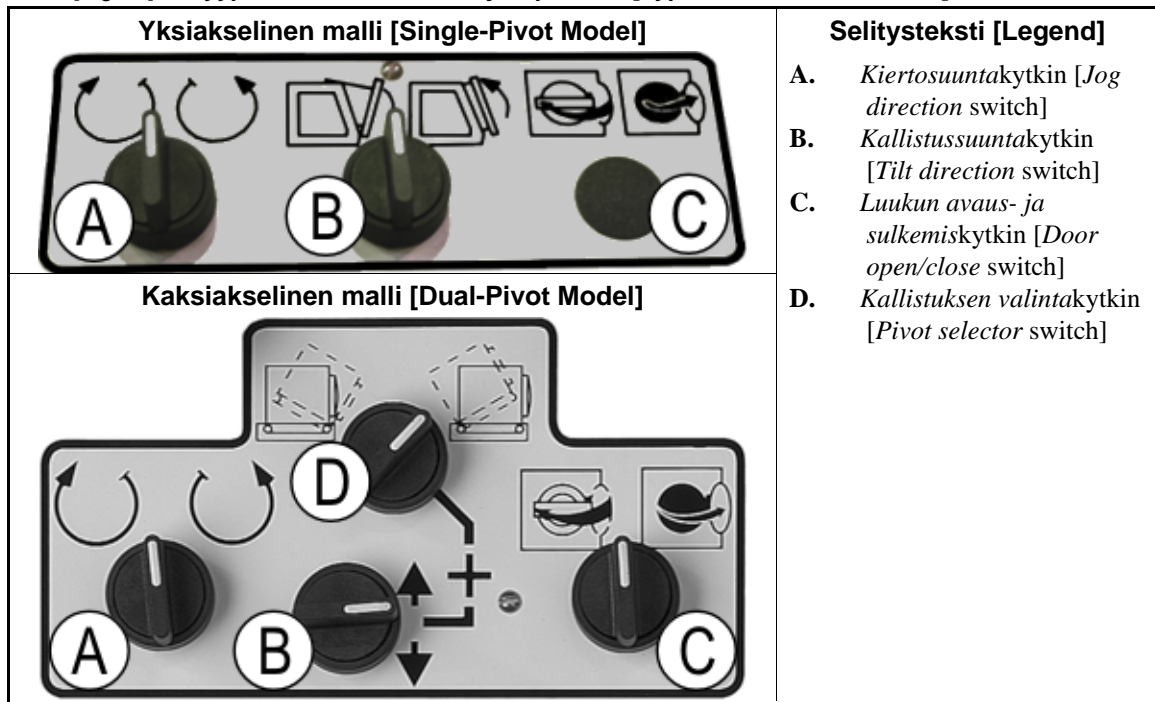 Yksiakselinen malli [Single-Pivot Model]
A
B
C
Kaksiakselinen malli [Dual-Pivot Model]
D
A
B
C
Selitysteksti [Legend]
A. Kiertosuuntakytkin [Jog
direction switch]
B. Kallistussuuntakytkin
[Tilt direction switch]
C. Luukun avaus- ja
sulkemiskytkin [Door
open/close switch]
D. Kallistuksen valintakytkin
[Pivot selector switch]